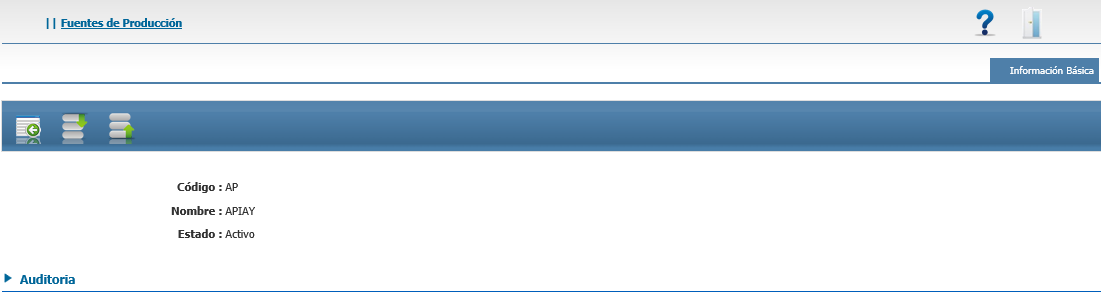 || Fuentes de Producción
Información Básica
Código : AP
Nombre : APIAY
Estado : Activo
Auditoria